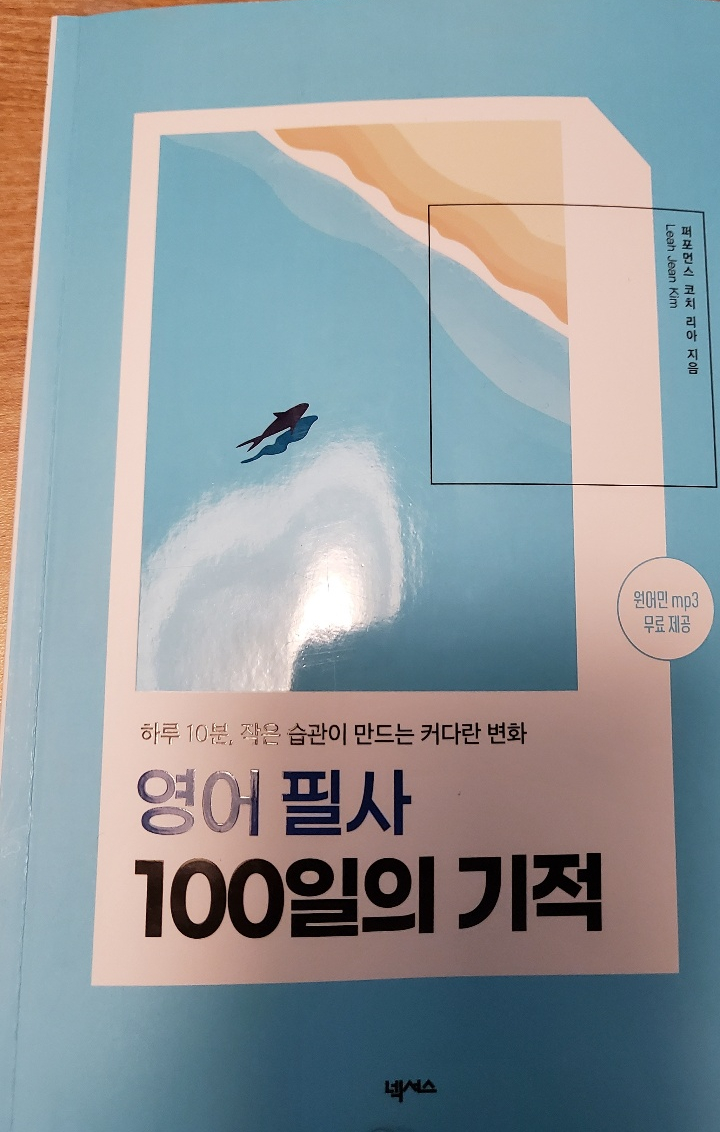 퍼포먼스 코치 리아 지음
Leah Jean Kim
원어민 mp3
무료 제공
하루 10분, 작은 습관이 만드는 커다란 변화
영어 필사
100일의 기적
넥서스